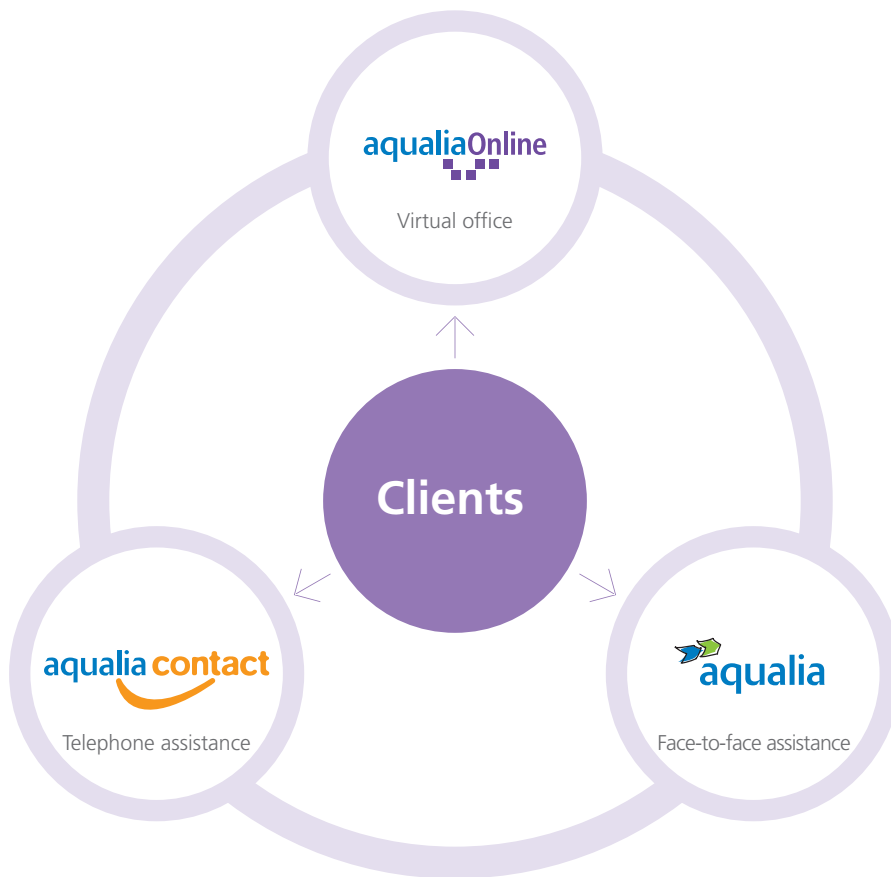 aqualiaOnline
Virtual office
Clients
aqualia contact
Telephone assistance
aqualia
Face-to-face assistance